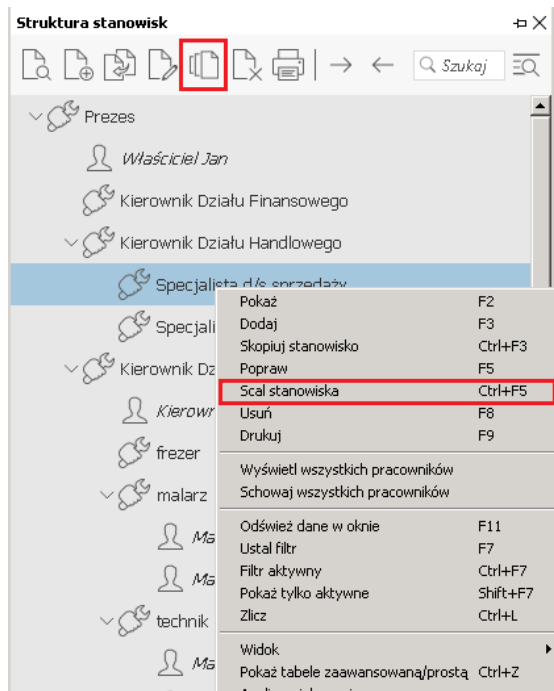 Struktura stanowisk
Szukaj
Prezes
Właściciel Jan
Kierownik Działu Finansowego
Kierownik Działu Handlowego
Specjalista d/s sprzedaży
Specjali
Kierownik Dz
Kierowr
frezer
malarz
Ma
Ma
technik
Ma
Pokaż F2
Dodaj F3
Skopiuj stanowisko Ctrl+F3
Popraw F5
Scal stanowiska Ctrl+F5
Usuń F8
Drukuj F9
Wyświetl wszystkich pracowników
Schowaj wszystkich pracowników
Odśwież dane w oknie F11
Ustal filtr F7
Filtr aktywny Ctrl+F7
Pokaż tylko aktywne Shift+F7
Zlicz Ctrl+L
Widok
Pokaż tabele zaawansowaną/prostą Ctrl+Z